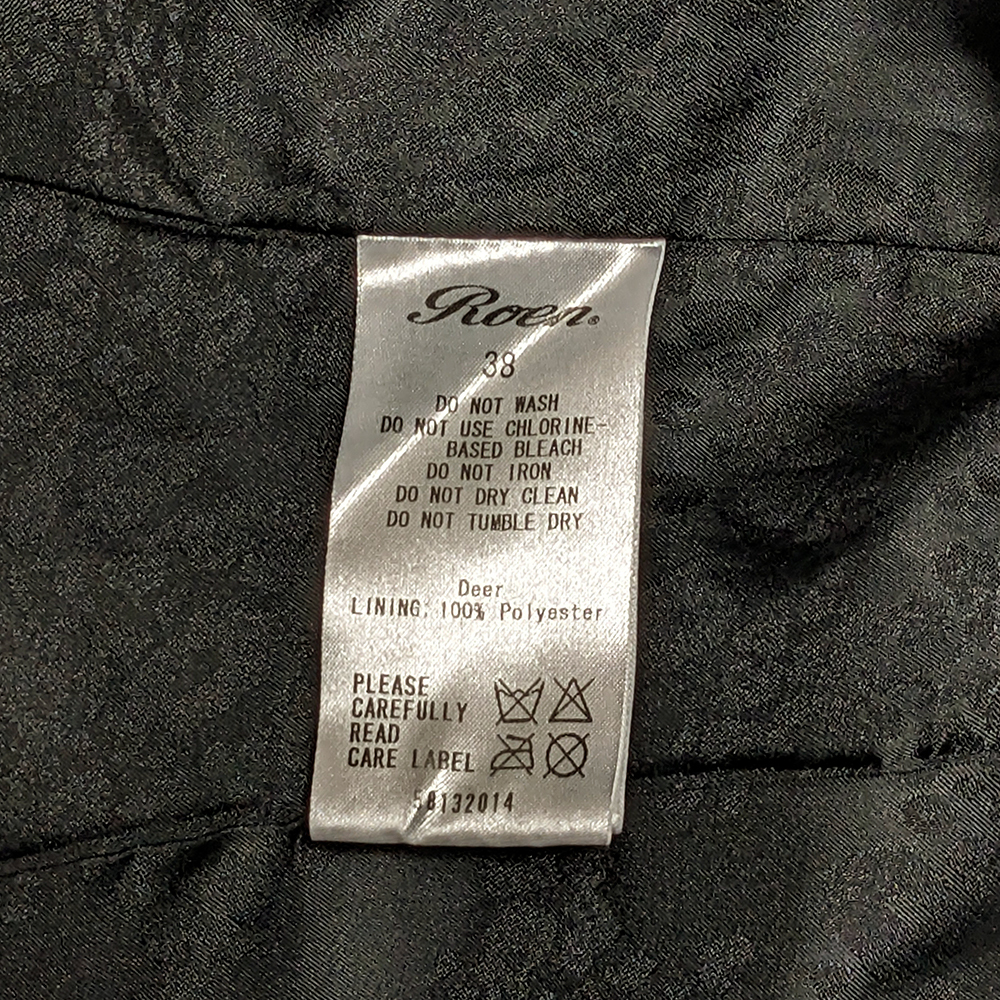 Roen®
38
DO NOT WASH
DO NOT USE CHLORINE-
BASED BLEACH
DO NOT IRON
DO NOT DRY CLEAN
DO NOT TUMBLE DRY
Deer
LINING: 100% Polyester
PLEASE
CAREFULLY
READ
CARE LABEL